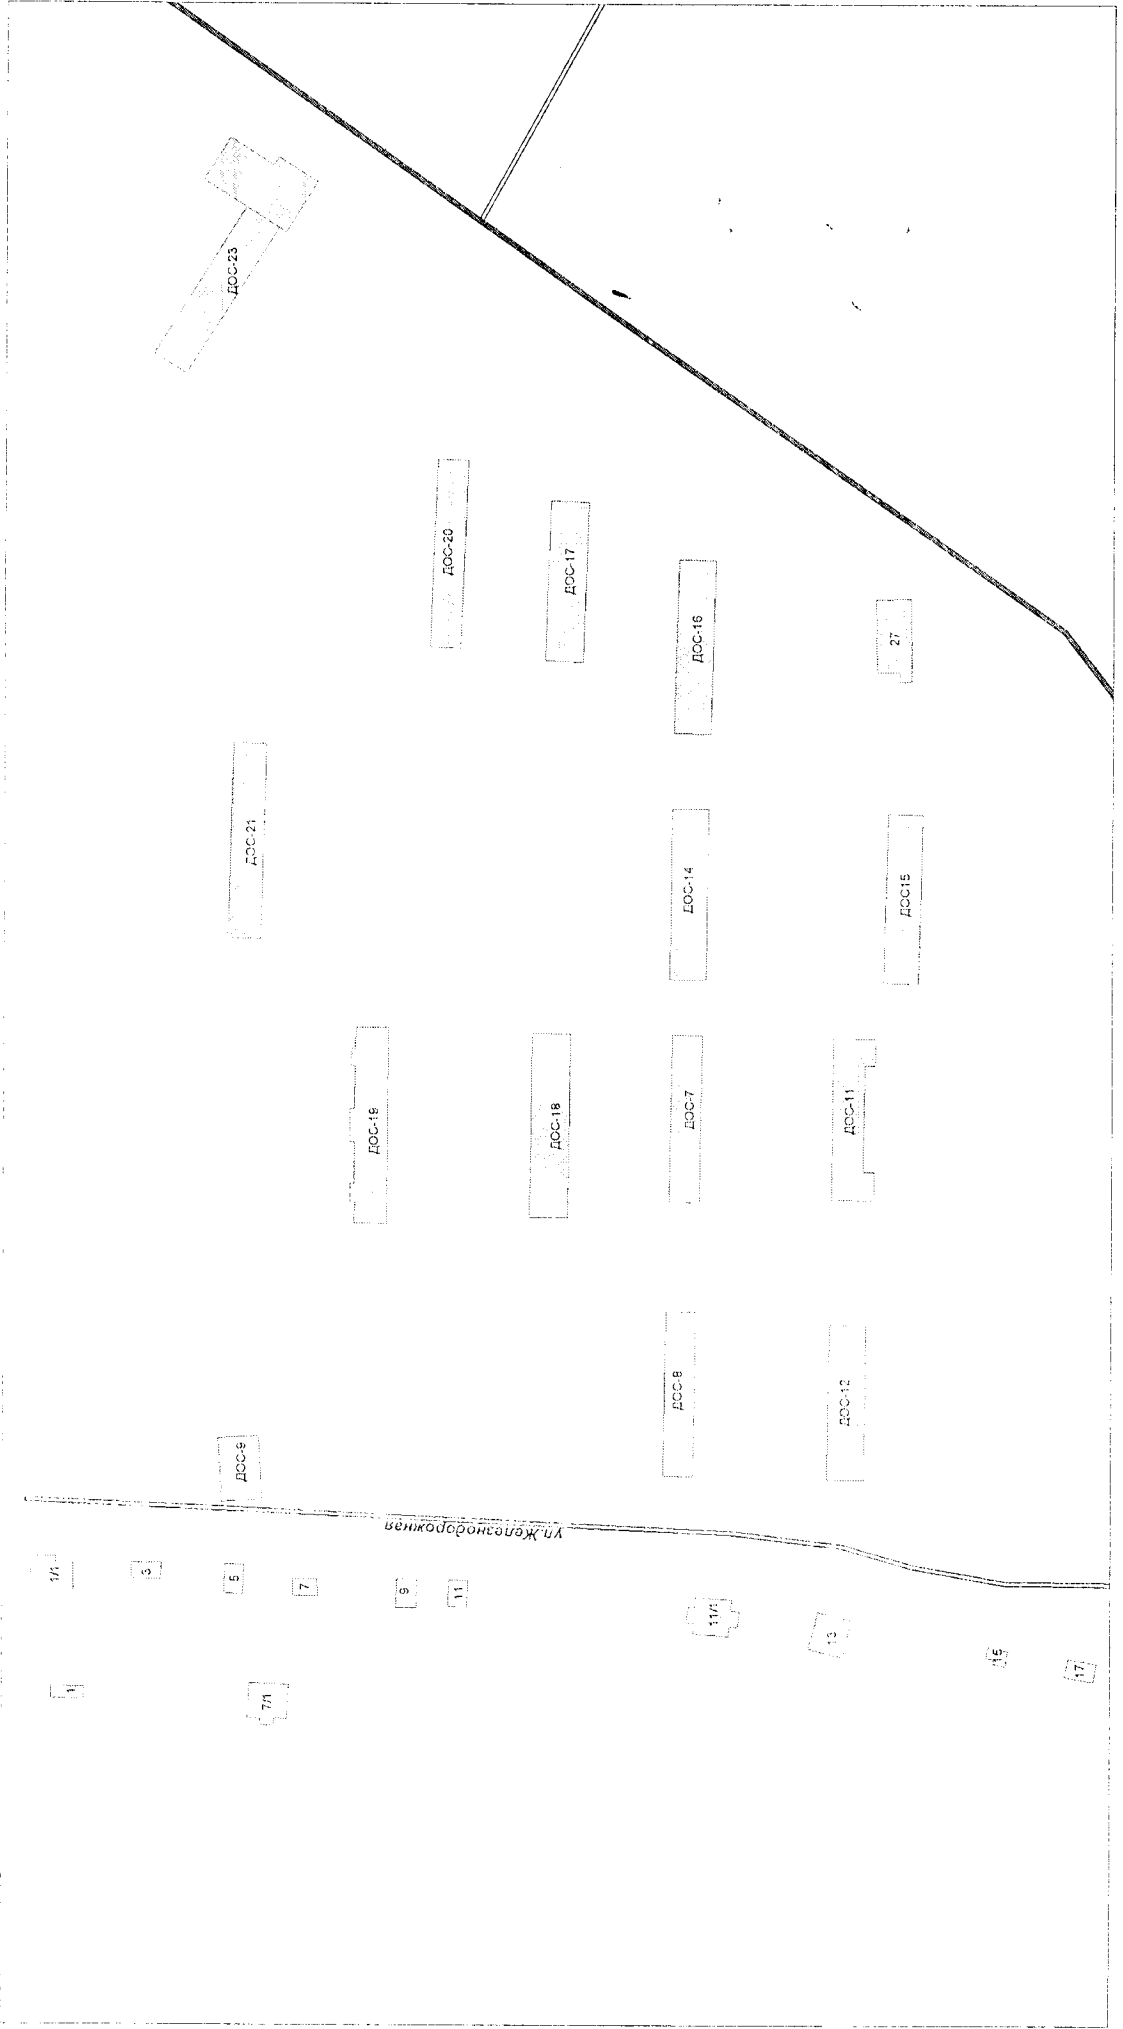 ДОС-23
ДОС-20
ДОС-17
ДОС-16
27
ДОС-21
ДОС-14
ДОС15
ДОС-19
ДОС-18
ДОС-7
ДОС-11
ДОС-8
ДОС-12
ДОС-9
ул.Железнодорожная
1/1
3
5
7
9
11
11/1
13
15
17
1
7/1